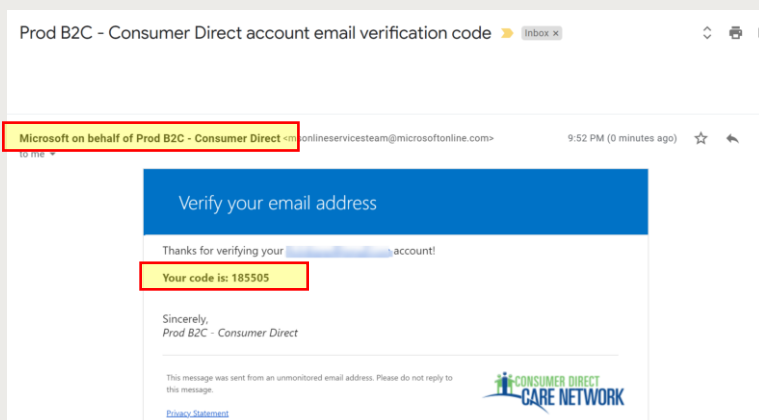 Prod B2C - Consumer Direct account email verification code Inbox x
Microsoft on behalf of Prod B2C - Consumer Direct <msonlineservicesteam@microsoftonline.com> 9:52 PM (0 minutes ago)
to me
Verify your email address
Thanks for verifying your account!
Your code is: 185505
Sincerely,
Prod B2C - Consumer Direct
This message was sent from an unmonitored email address. Please do not reply to
this message.
Privacy Statement
CONSUMER DIRECT
CARE NETWORK